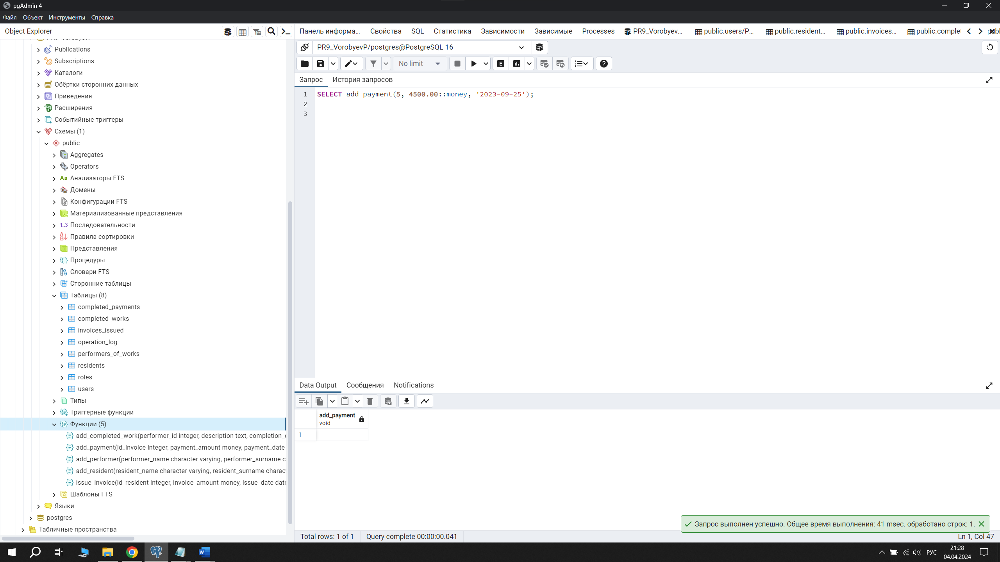 pgAdmin 4
Файл Объект Инструменты Справка
Object Explorer
Publications
Subscriptions
Каталоги
Обёртки сторонних данных
Приведения
Расширения
Событийные триггеры
Схемы (1)
public
Aggregates
Operators
Aa Анализаторы FTS
Домены
Конфигурации FTS
Материализованные представления
1..3 Последовательности
Правила сортировки
Представления
Процедуры
Словари FTS
Сторонние таблицы
Таблицы (8)
completed_payments
completed_works
invoices_issued
operation_log
performers_of_works
residents
roles
users
Типы
Триггерные функции
Функции (5)
add_completed_work(performer_id integer, description text, completion_
add_payment(id_invoice integer, payment_amount money, payment_date
add_performer(performer_name character varying, performer_surname c
add_resident(resident_name character varying, resident_surname charac
issue_invoice(id_resident integer, invoice_amount money, issue_date date
Шаблоны FTS
Языки
postgres
Табличные пространства
Панель информа... Свойства SQL Статистика Зависимости Зависимые Processes PR9_Vorobyev... public.users/P... public.resident... public.invoices... public.comple
PR9_VorobyevP/postgres@PostgreSQL 16
No limit
Запрос История запросов
1 SELECT add_payment(5, 4500.00::money, '2023-09-25');
2
3
Data Output Сообщения Notifications
add_payment
void
1
Запрос выполнен успешно. Общее время выполнения: 41 msec. обработано строк: 1.
Total rows: 1 of 1 Query complete 00:00:00.041 Ln 1, Col 47
РУС
21:28
04.04.2024